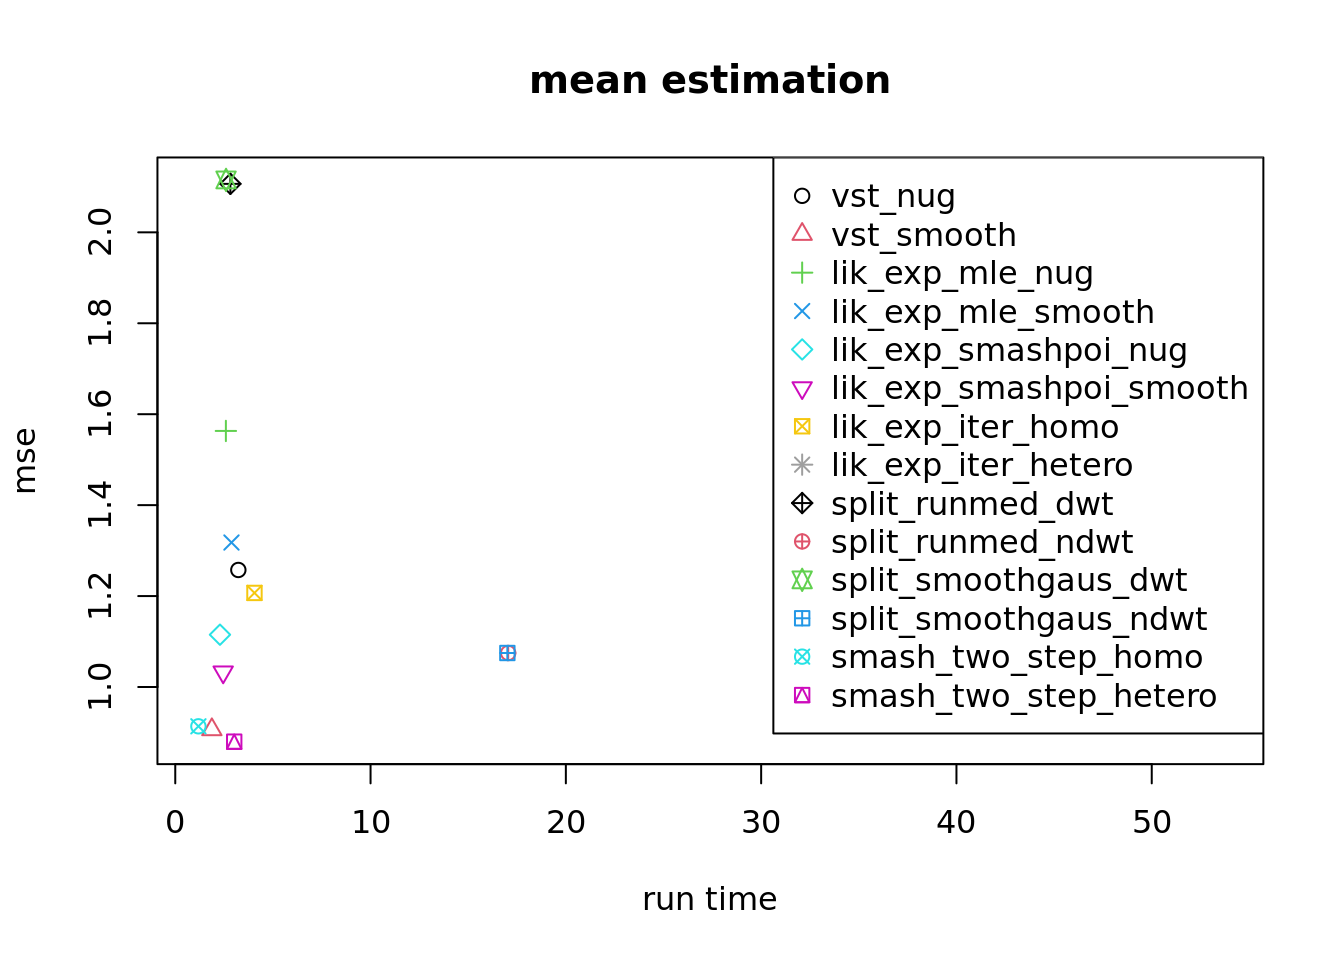 mean estimation
mse
2.0
1.8
1.6
1.4
1.2
1.0
vst_nug
vst_smooth
lik_exp_mle_nug
lik_exp_mle_smooth
lik_exp_smashpoi_nug
lik_exp_smashpoi_smooth
lik_exp_iter_homo
lik_exp_iter_hetero
split_runmed_dwt
split_runmed_ndwt
split_smoothgaus_dwt
split_smoothgaus_ndwt
smash_two_step_homo
smash_two_step_hetero
0 10 20 30 40 50
run time